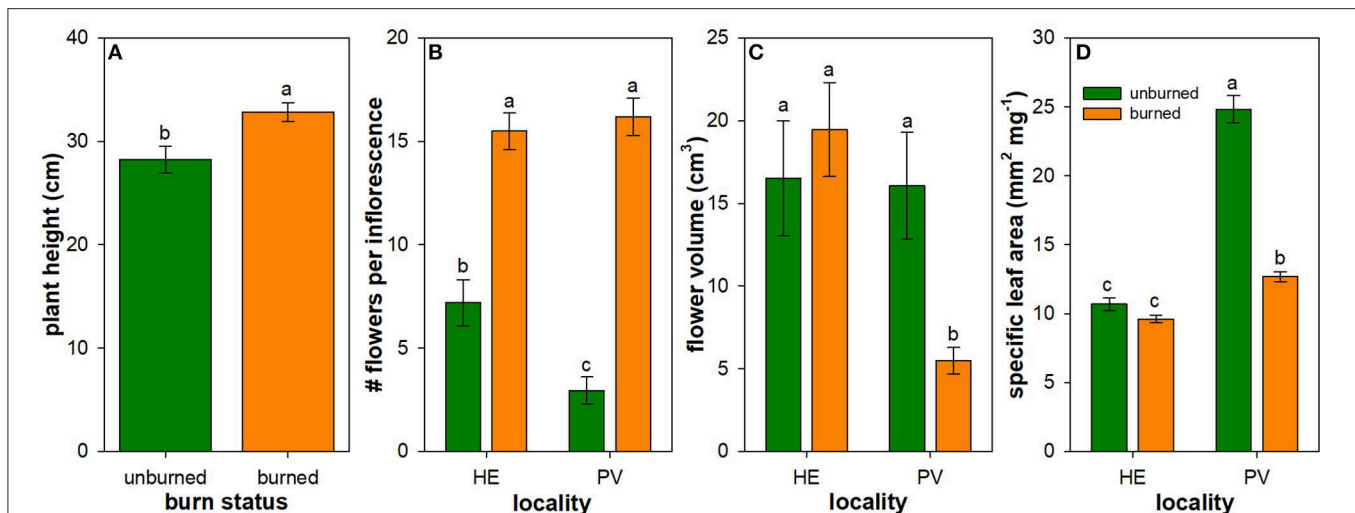 A
plant height (cm)
40
30
20
10
0
b
a
unburned
burned
burn status
B
# flowers per inflorescence
20
15
10
5
0
b
a
c
a
HE
PV
locality
C
flower volume (cm³)
25
20
15
10
5
0
a
a
a
b
HE
PV
locality
D
specific leaf area (mm² mg⁻¹)
30
25
20
15
10
5
0
unburned
burned
c
c
a
b
HE
PV
locality